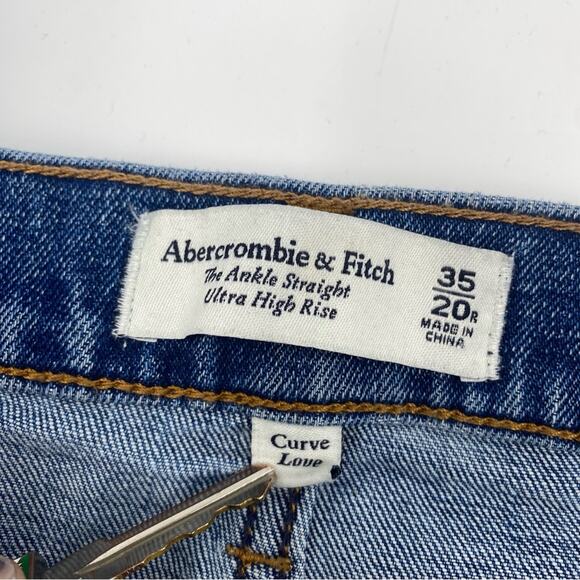 Abercrombie & Fitch
The Ankle Straight
Ultra High Rise
35
20R
MADE IN
CHINA
Curve
Love